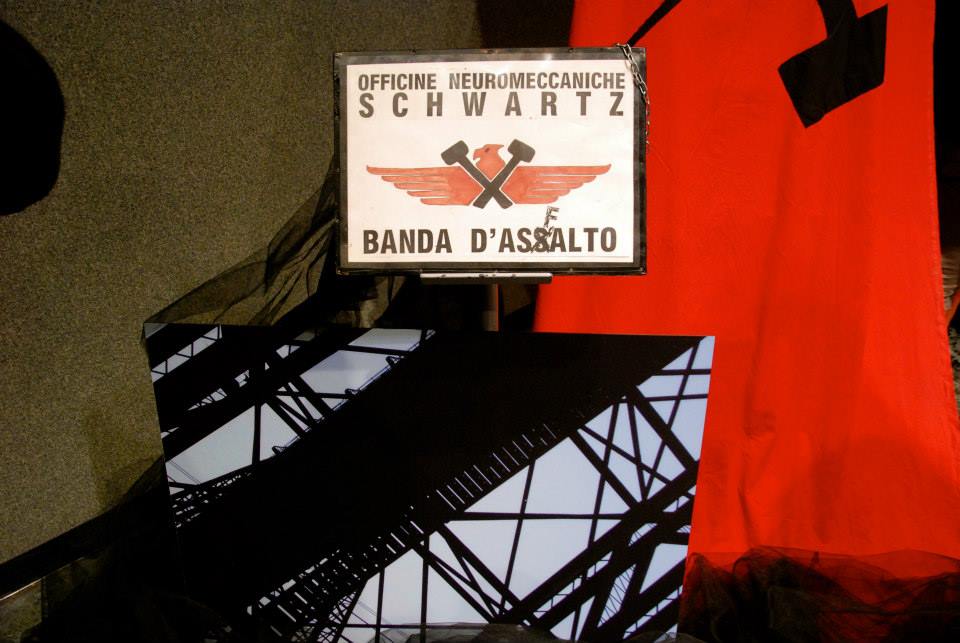 OFFICINE NEUROMECCANICHE
SCHWARTZ
F
BANDA D'ASSALTO